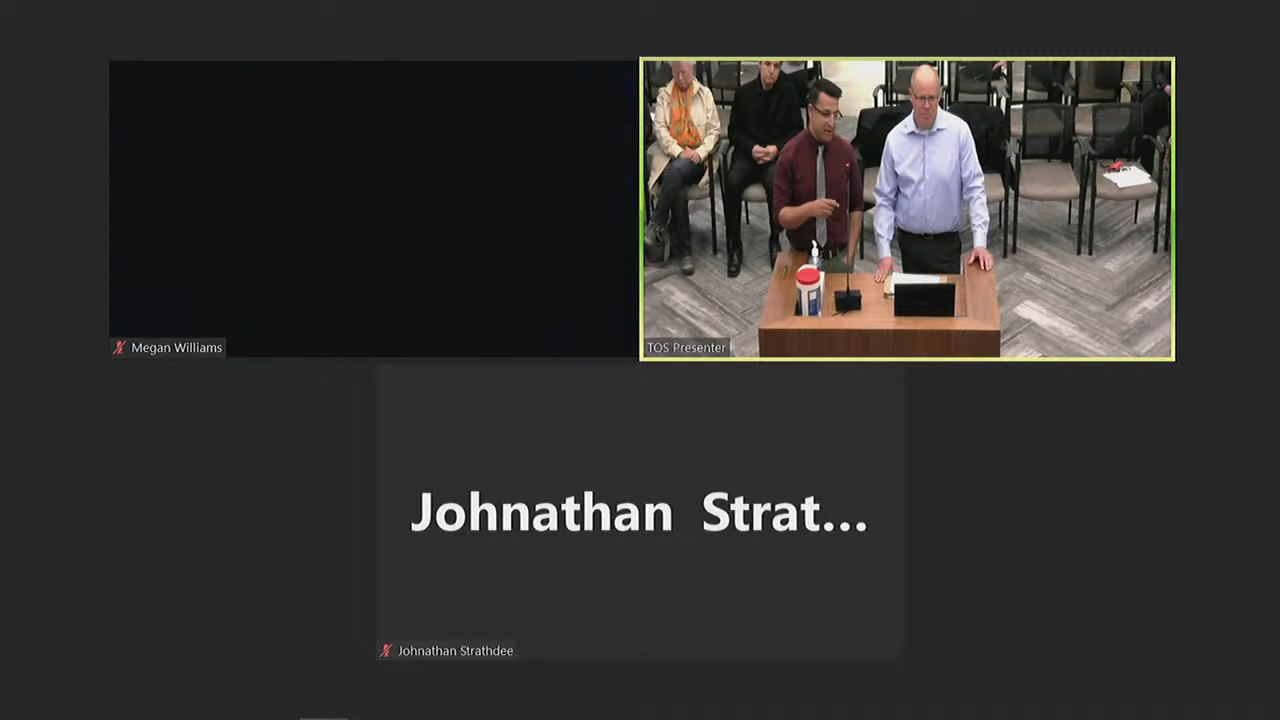 Megan Williams
TOS Presenter
Johnathan Strat...
Johnathan Strathdee